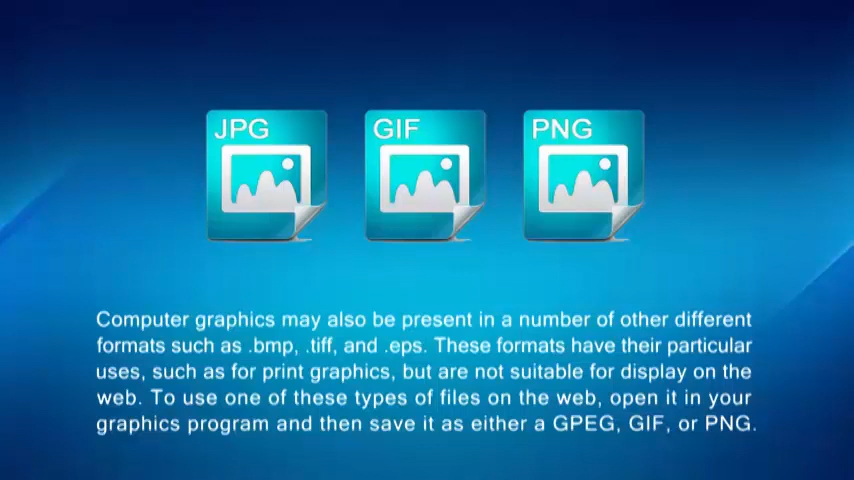 JPG GIF PNG
Computer graphics may also be present in a number of other different
formats such as .bmp, .tiff, and .eps. These formats have their particular
uses, such as for print graphics, but are not suitable for display on the
web. To use one of these types of files on the web, open it in your
graphics program and then save it as either a GPEG, GIF, or PNG.